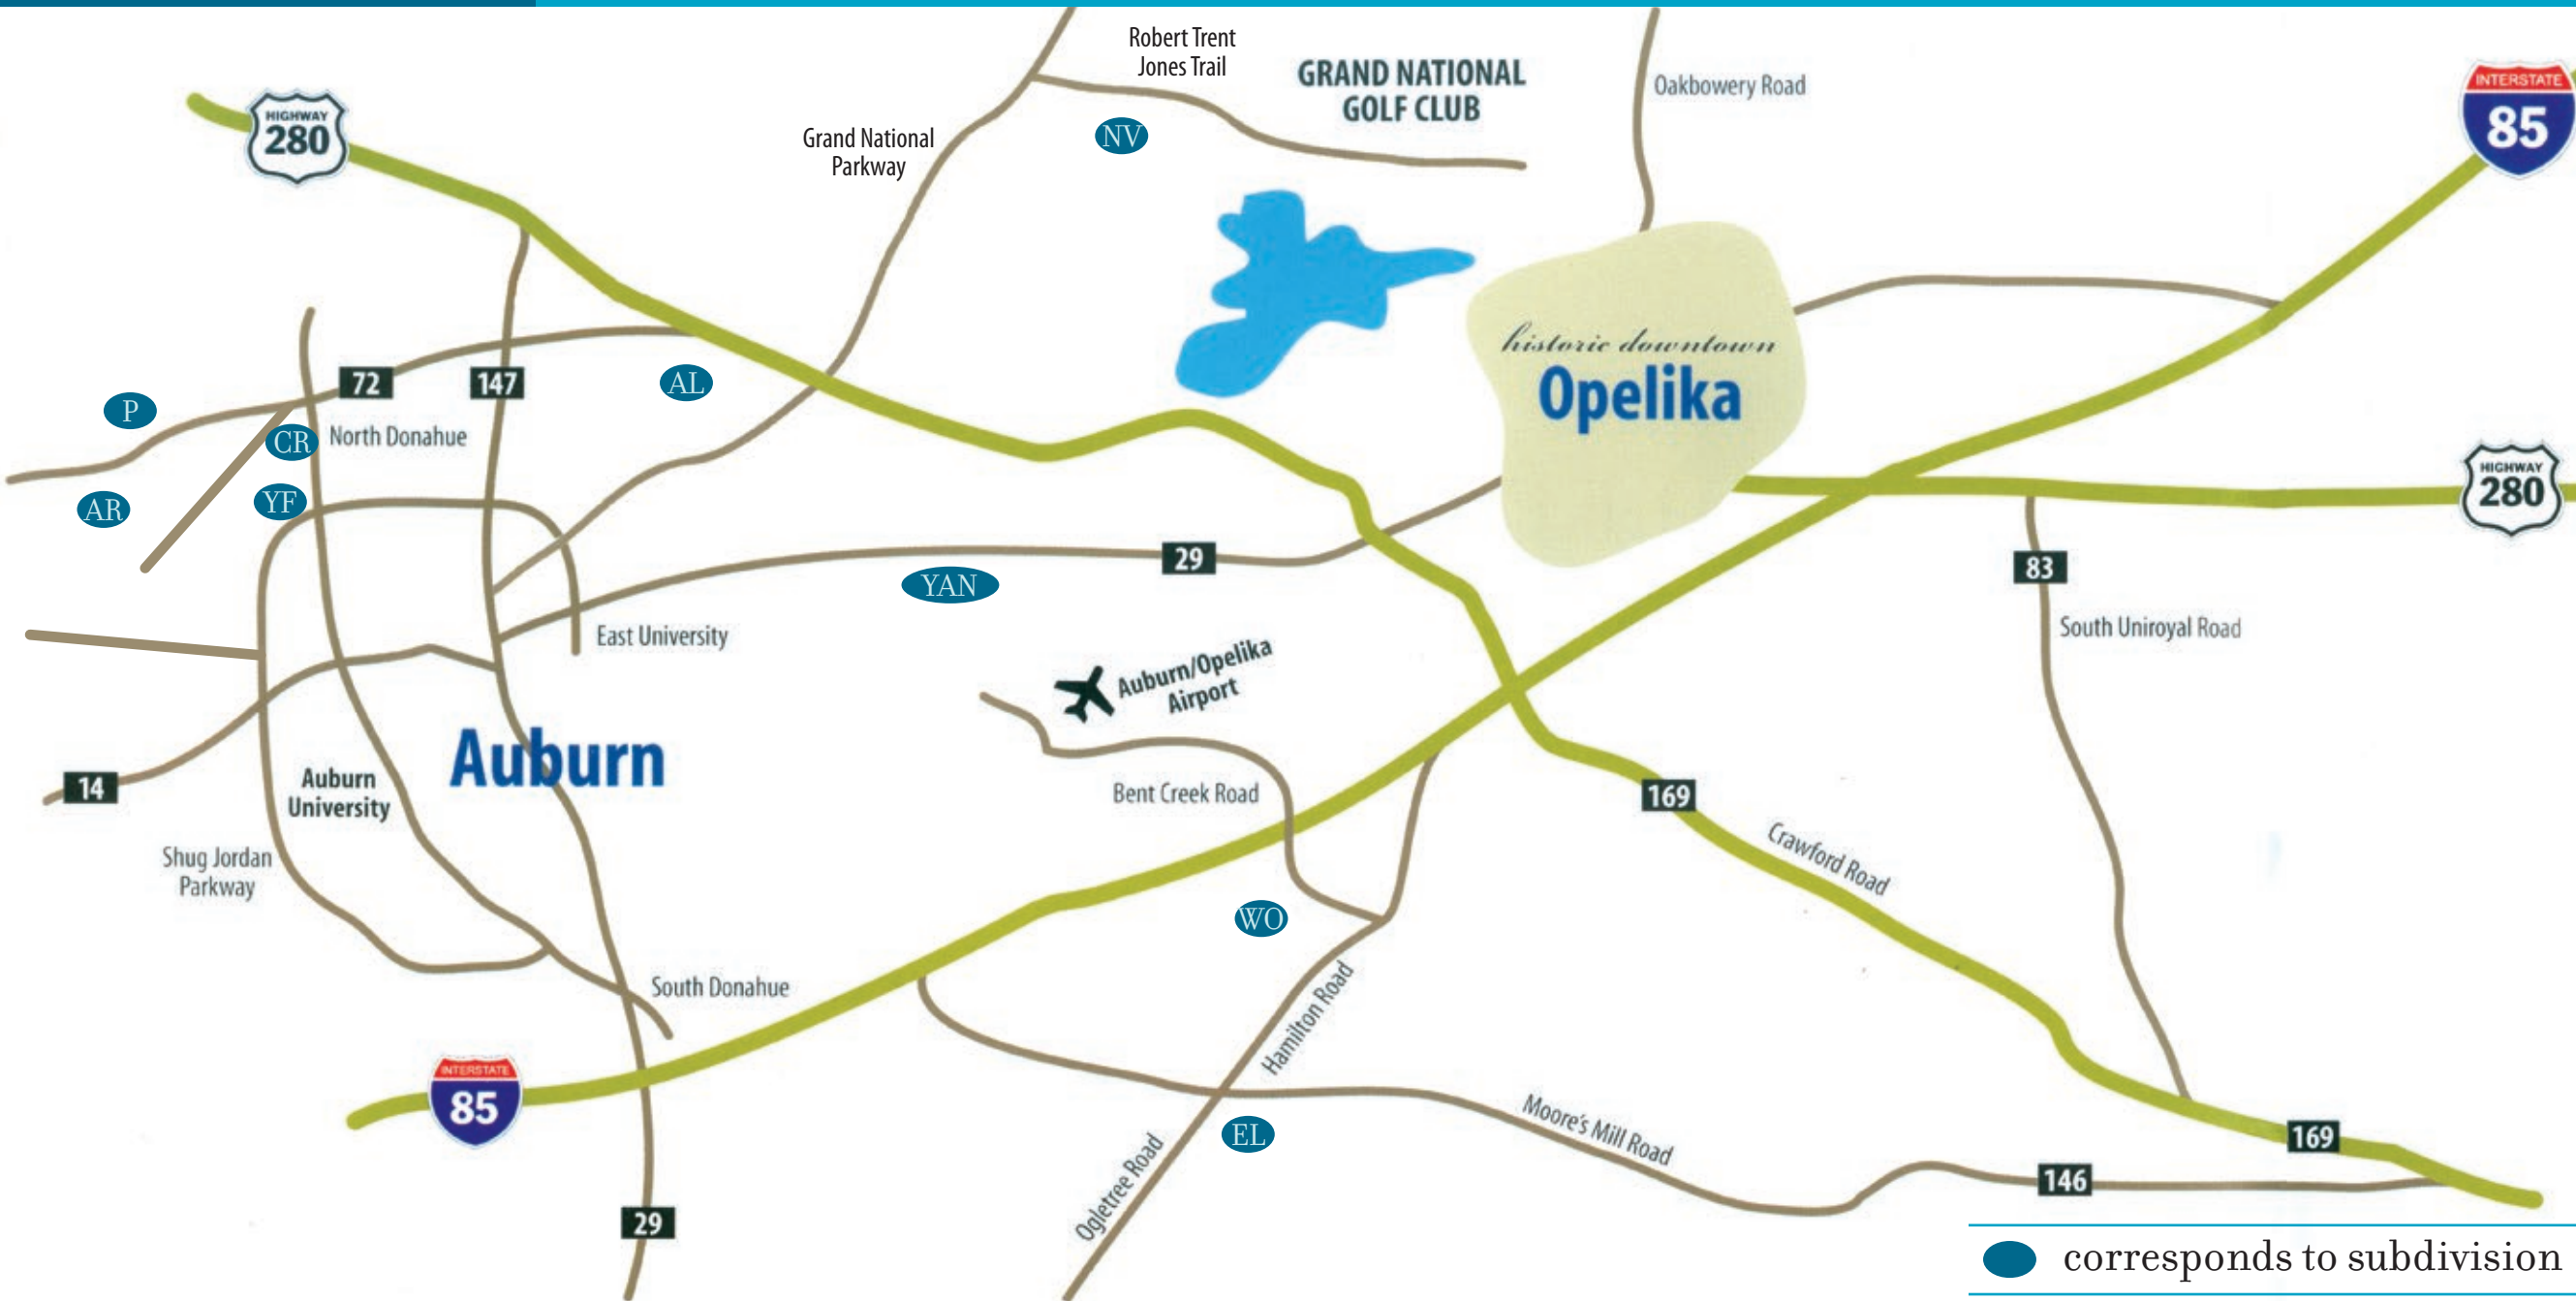 Robert Trent
Jones Trail
GRAND NATIONAL
GOLF CLUB
Oakbowery Road
INTERSTATE
85
HIGHWAY
280
Grand National
Parkway
NV
historic downtown
Opelika
72
147
AL
P
CR
North Donahue
YF
AR
HIGHWAY
280
29
YAN
83
East University
South Uniroyal Road
Auburn/Opelika
Airport
Auburn
14
Auburn
University
Bent Creek Road
169
Crawford Road
Shug Jordan
Parkway
WO
South Donahue
Hamilton Road
INTERSTATE
85
EL
Moore's Mill Road
Ogletree Road
169
146
29
corresponds to subdivision